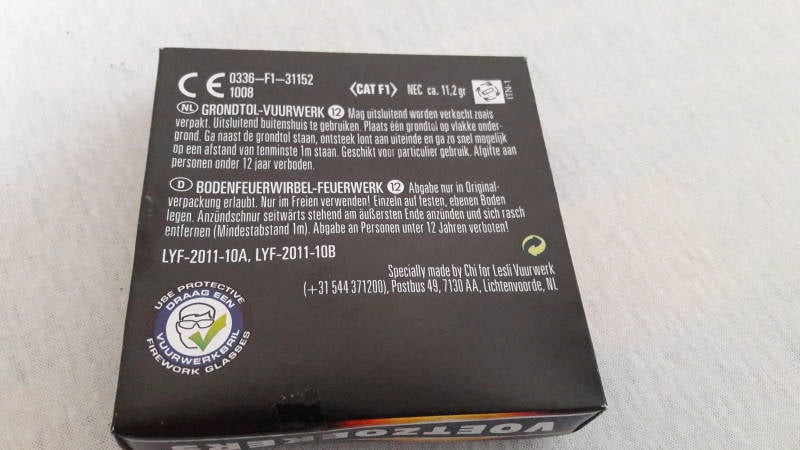 CE 0336-F1-31152
1008
<CAT F1> NEC ca. 11,2gr
ITN-1
NL GRONDTOL-VUURWERK 12 Mag uitsluitend worden verkocht zoals
verpakt. Uitsluitend buitenshuis te gebruiken. Plaats één grondtol op vlakke onder-
grond. Ga naast de grondtol staan, ontsteek lont aan uiteinde en ga zo snel mogelijk
op een afstand van tenminste 1m staan. Geschikt voor particulier gebruik. Afgifte aan
personen onder 12 jaar verboden.
D BODENFEUERWIRBEL-FEUERWERK 12 Abgabe nur in Original-
verpackung erlaubt. Nur im Freien verwenden! Einzeln auf festen, ebenen Boden
legen. Anzündschnur seitwärts stehend am äußersten Ende anzünden und sich rasch
entfernen (Mindestabstand 1m). Abgabe an Personen unter 12 Jahren verboten!
LYF-2011-10A, LYF-2011-10B
Specially made by Chi for Lesli Vuurwerk
(+31 544 371200), Postbus 49, 7130 AA, Lichtenvoorde, NL
USE PROTECTIVE
DRAAG EEN
VUURWERKBRIL
FIREWORK GLASSES
VOETZOEKERS